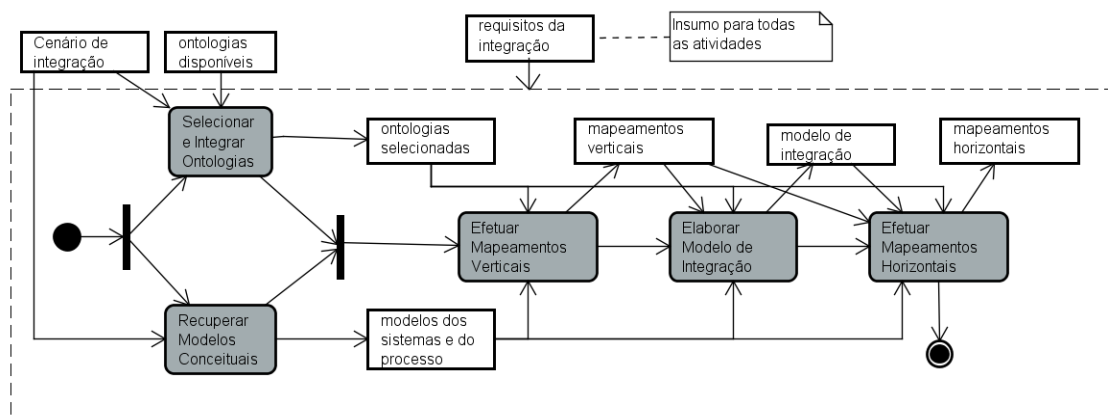 requisitos da
integração
Insumo para todas
as atividades
Cenário de
integração
ontologias
disponíveis
Selecionar
e Integrar
Ontologias
ontologias
selecionadas
mapeamentos
verticais
modelo de
integração
mapeamentos
horizontais
Efetuar
Mapeamentos
Verticais
Elaborar
Modelo de
Integração
Efetuar
Mapeamentos
Horizontais
Recuperar
Modelos
Conceituais
modelos dos
sistemas e do
processo